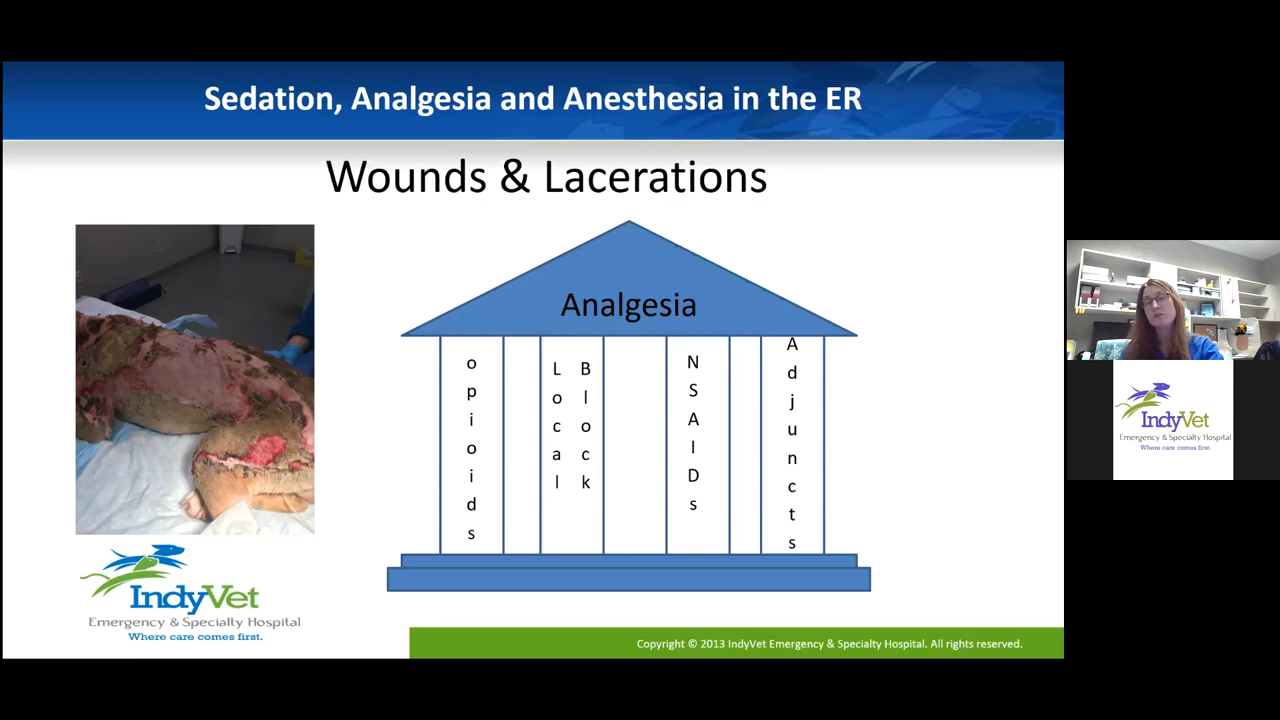 Sedation, Analgesia and Anesthesia in the ER
Wounds & Lacerations
Analgesia
opioids
Local
Block
NSAIDs
Adjuncts
IndyVet
Emergency & Specialty Hospital
Where care comes first.
Copyright © 2013 IndyVet Emergency & Specialty Hospital. All rights reserved.
IndyVet
Emergency & Specialty Hospital
Where care comes first.